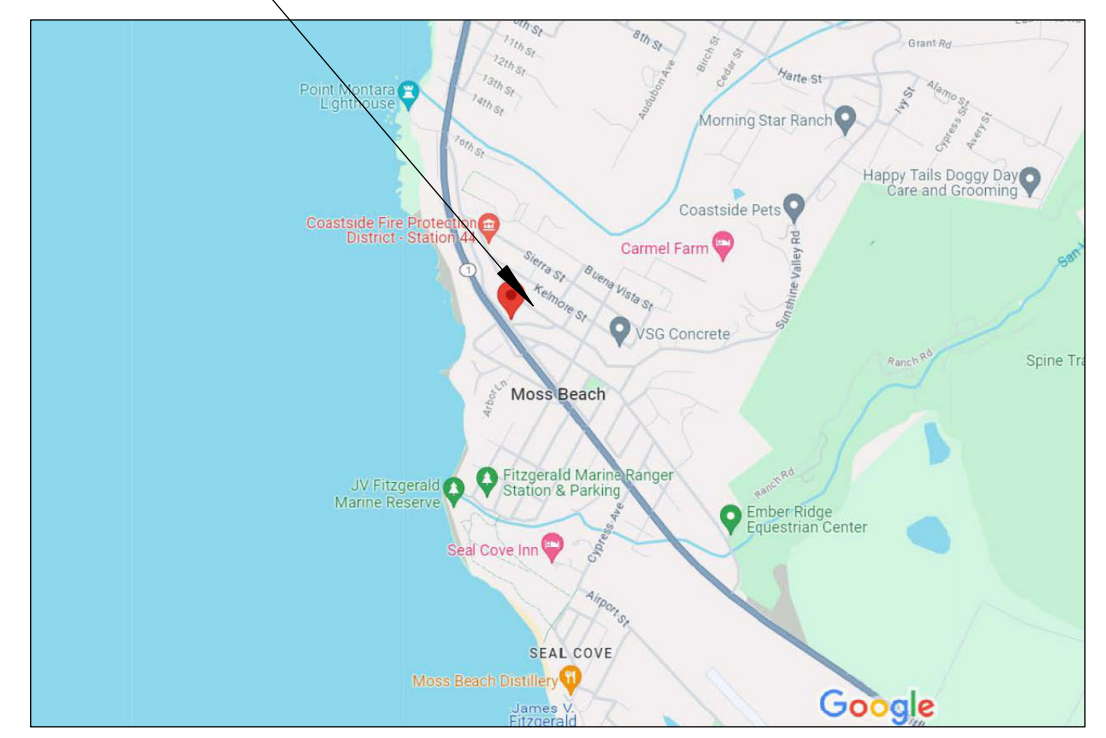 10th St
8th St
11th St
12th St
13th St
14th St
16th St
Audubon Ave
Birch St
Cedar St
Harte St
Grant Rd
Ivy St
Alamo St
Cypress St
Avery St
Point Montara
Lighthouse
Morning Star Ranch
Happy Tails Doggy Day
Care and Grooming
Coastside Pets
Coastside Fire Protection
District - Station 44
Carmel Farm
Sunshine Valley Rd
San
1
Sierra St
Buena Vista St
Kelmore St
VSG Concrete
Ranch Rd
Spine Tra
Arbor Ln
Moss Beach
JV Fitzgerald
Marine Reserve
Fitzgerald Marine Ranger
Station & Parking
Ranch Rd
Ember Ridge
Equestrian Center
Seal Cove Inn
Cypress Ave
Airport St
SEAL COVE
Moss Beach Distillery
James V.
Fitzgerald
Google